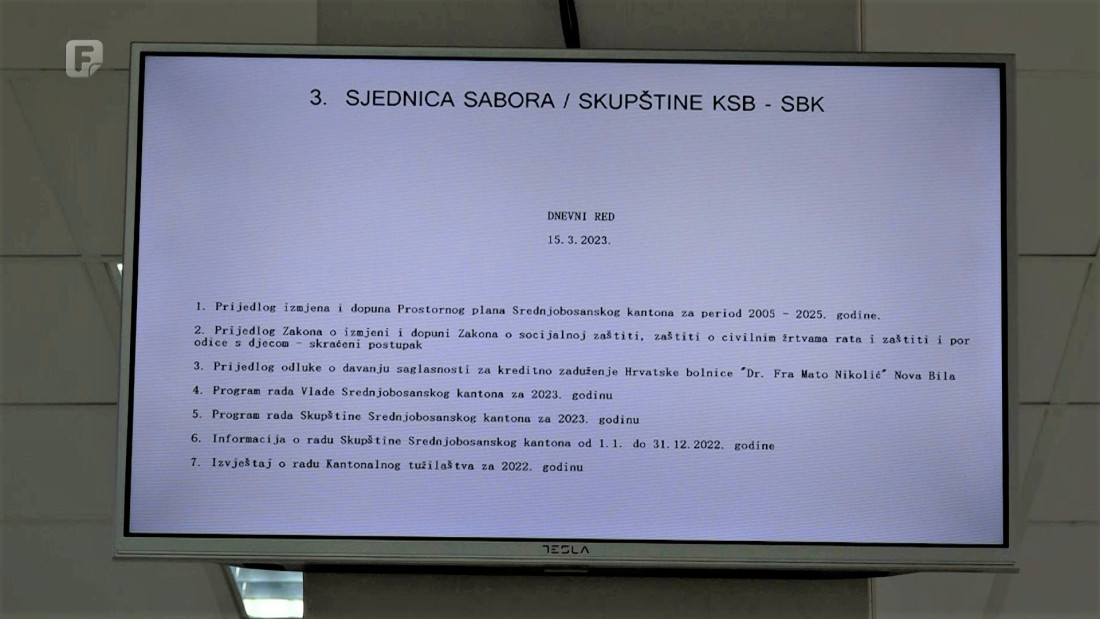 F
3. SJEDNICA SABORA / SKUPŠTINE KSB - SBK
DNEVNI RED
15.3.2023.
1. Prijedlog izmjena i dopuna Prostornog plana Srednjobosanskog kantona za period 2005 - 2025. godine.
2. Prijedlog Zakona o izmjeni i dopuni Zakona o socijalnoj zaštiti, zaštiti o civilnim žrtvama rata i zaštiti i por
odice s djecom - skraćeni postupak
3. Prijedlog odluke o davanju saglasnosti za kreditno zaduženje Hrvatske bolnice "Dr. Fra Mato Nikolić" Nova Bila
4. Program rada Vlade Srednjobosanskog kantona za 2023. godinu
5. Program rada Skupštine Srednjobosanskog kantona za 2023. godinu
6. Informacija o radu Skupštine Srednjobosanskog kantona od 1.1. do 31.12.2022. godine
7. Izvještaj o radu Kantonalnog tužilaštva za 2022. godinu
TESLA